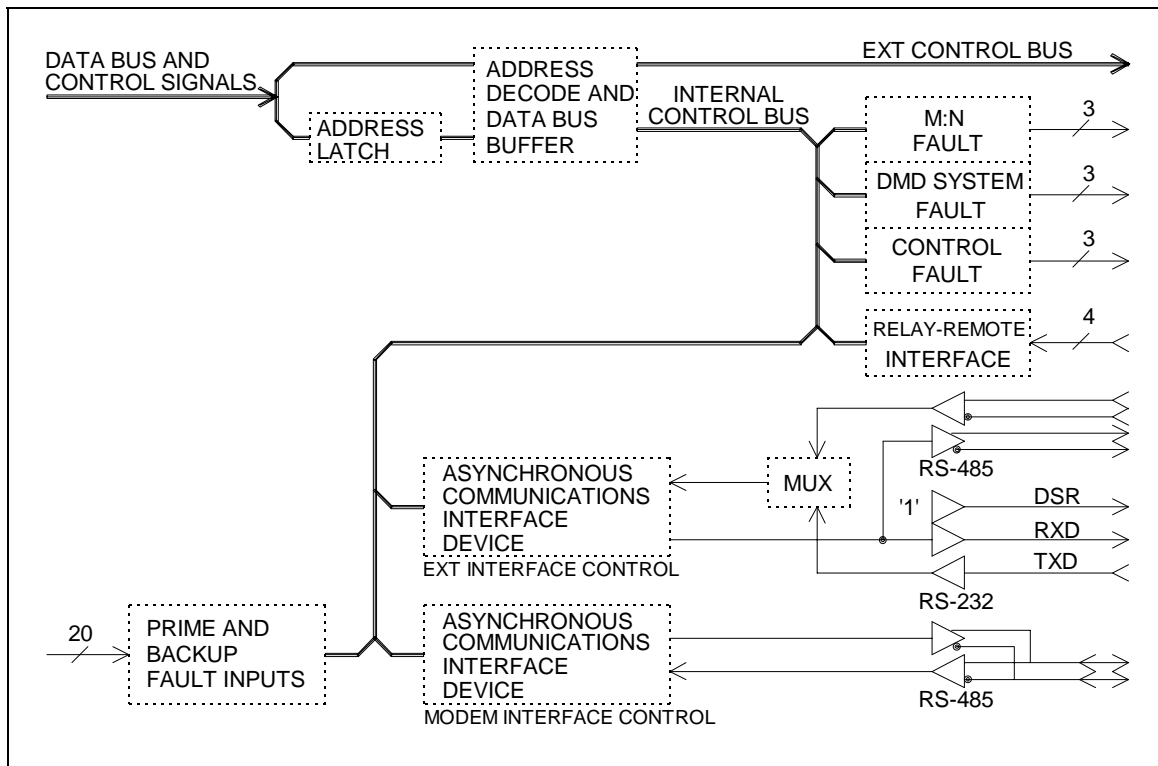 DATA BUS AND
CONTROL SIGNALS
ADDRESS
LATCH
ADDRESS
DECODE AND
DATA BUS
BUFFER
EXT CONTROL BUS
INTERNAL
CONTROL BUS
M:N
FAULT
3
DMD SYSTEM
FAULT
3
CONTROL
FAULT
3
RELAY-REMOTE
INTERFACE
4
ASYNCHRONOUS
COMMUNICATIONS
INTERFACE
DEVICE
EXT INTERFACE CONTROL
MUX
RS-485
'1'
DSR
RXD
TXD
RS-232
20
PRIME AND
BACKUP
FAULT INPUTS
ASYNCHRONOUS
COMMUNICATIONS
INTERFACE
DEVICE
MODEM INTERFACE CONTROL
RS-485